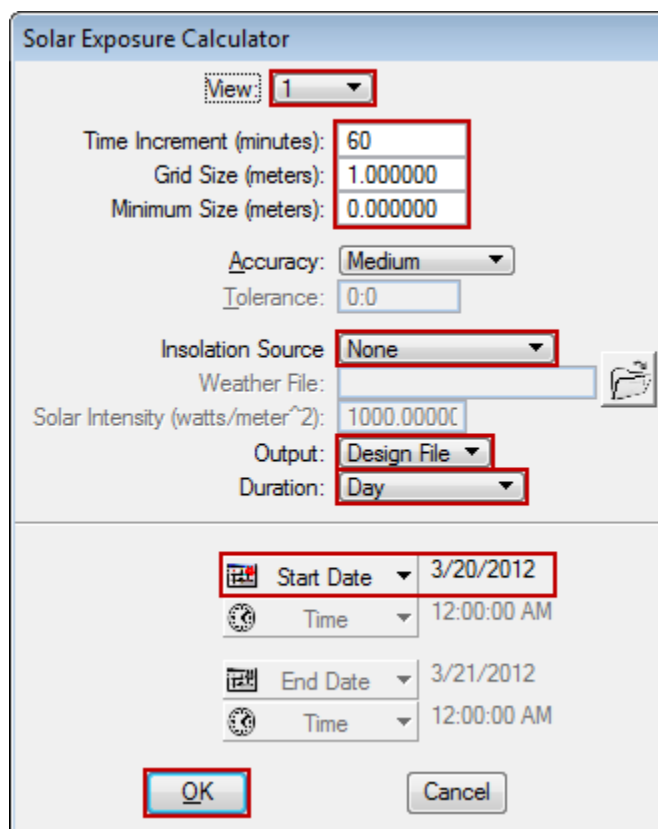 Solar Exposure Calculator
View: 1
Time Increment (minutes): 60
Grid Size (meters): 1.000000
Minimum Size (meters): 0.000000
Accuracy: Medium
Tolerance: 0:0
Insolation Source None
Weather File:
Solar Intensity (watts/meter^2): 1000.00000
Output: Design File
Duration: Day
Start Date 3/20/2012
Time 12:00:00 AM
End Date 3/21/2012
Time 12:00:00 AM
OK Cancel